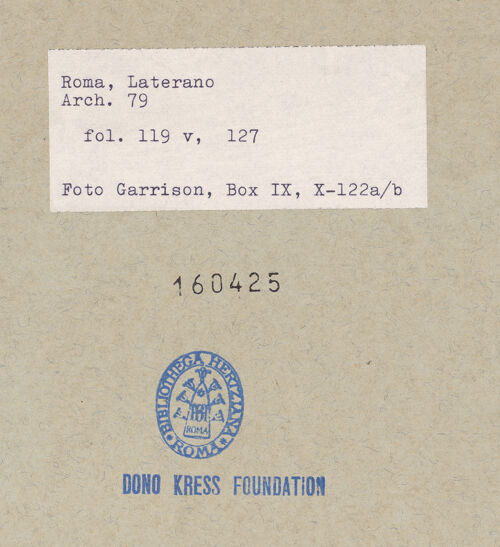 Roma, Laterano
Arch. 79
fol. 119 v, 127
Foto Garrison, Box IX, X-122a/b
160425
BIBLIOTHECA HERTZIANA
ROMA
ROMA
DONO KRESS FOUNDATION